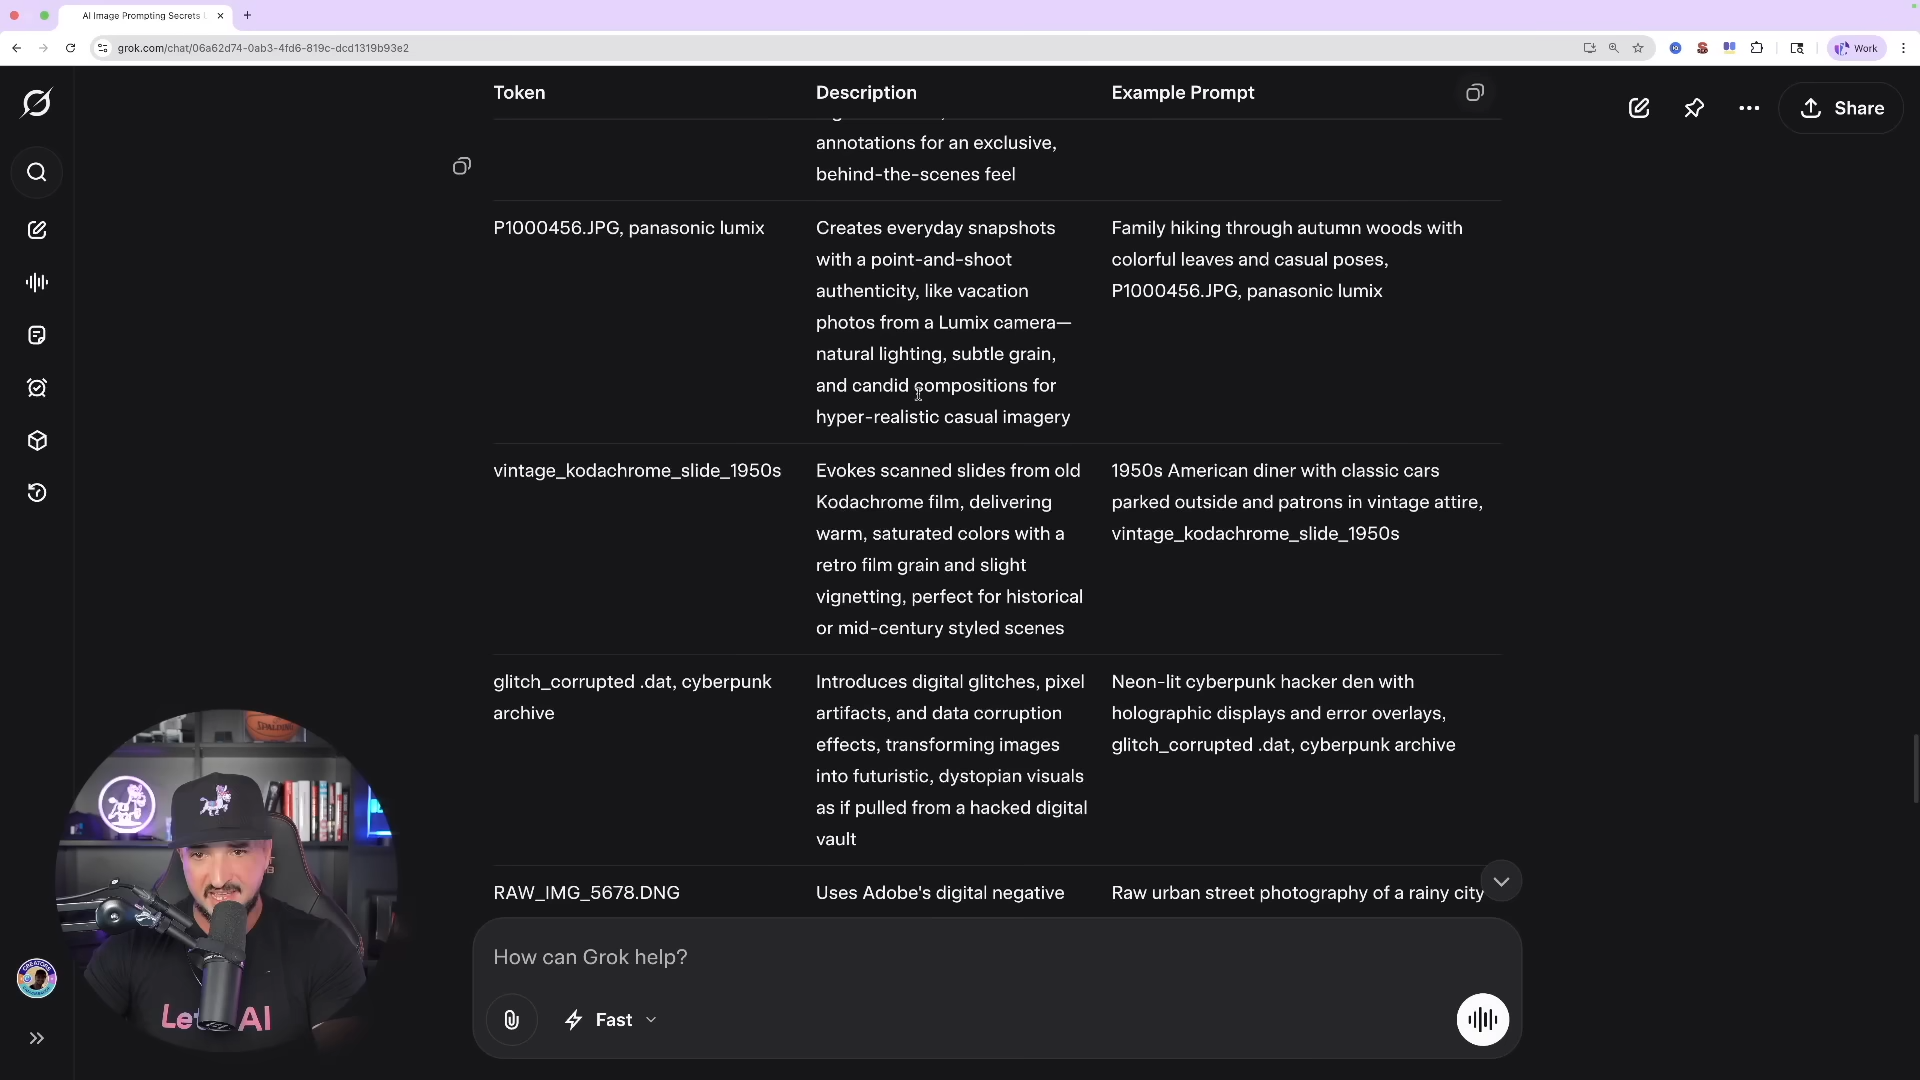 AI Image Prompting Secrets
grok.com/chat/06a62d74-0ab3-4fd6-819c-dcd1319b93e2
Work
Token
Description
Example Prompt
Share
annotations for an exclusive,
behind-the-scenes feel
P1000456.JPG, panasonic lumix
Creates everyday snapshots
with a point-and-shoot
authenticity, like vacation
photos from a Lumix camera—
natural lighting, subtle grain,
and candid compositions for
hyper-realistic casual imagery
Family hiking through autumn woods with
colorful leaves and casual poses,
P1000456.JPG, panasonic lumix
vintage_kodachrome_slide_1950s
Evokes scanned slides from old
Kodachrome film, delivering
warm, saturated colors with a
retro film grain and slight
vignetting, perfect for historical
or mid-century styled scenes
1950s American diner with classic cars
parked outside and patrons in vintage attire,
vintage_kodachrome_slide_1950s
glitch_corrupted .dat, cyberpunk
archive
Introduces digital glitches, pixel
artifacts, and data corruption
effects, transforming images
into futuristic, dystopian visuals
as if pulled from a hacked digital
vault
Neon-lit cyberpunk hacker den with
holographic displays and error overlays,
glitch_corrupted .dat, cyberpunk archive
RAW_IMG_5678.DNG
Uses Adobe's digital negative
Raw urban street photography of a rainy city
How can Grok help?
Fast
SPALDING
Let AI